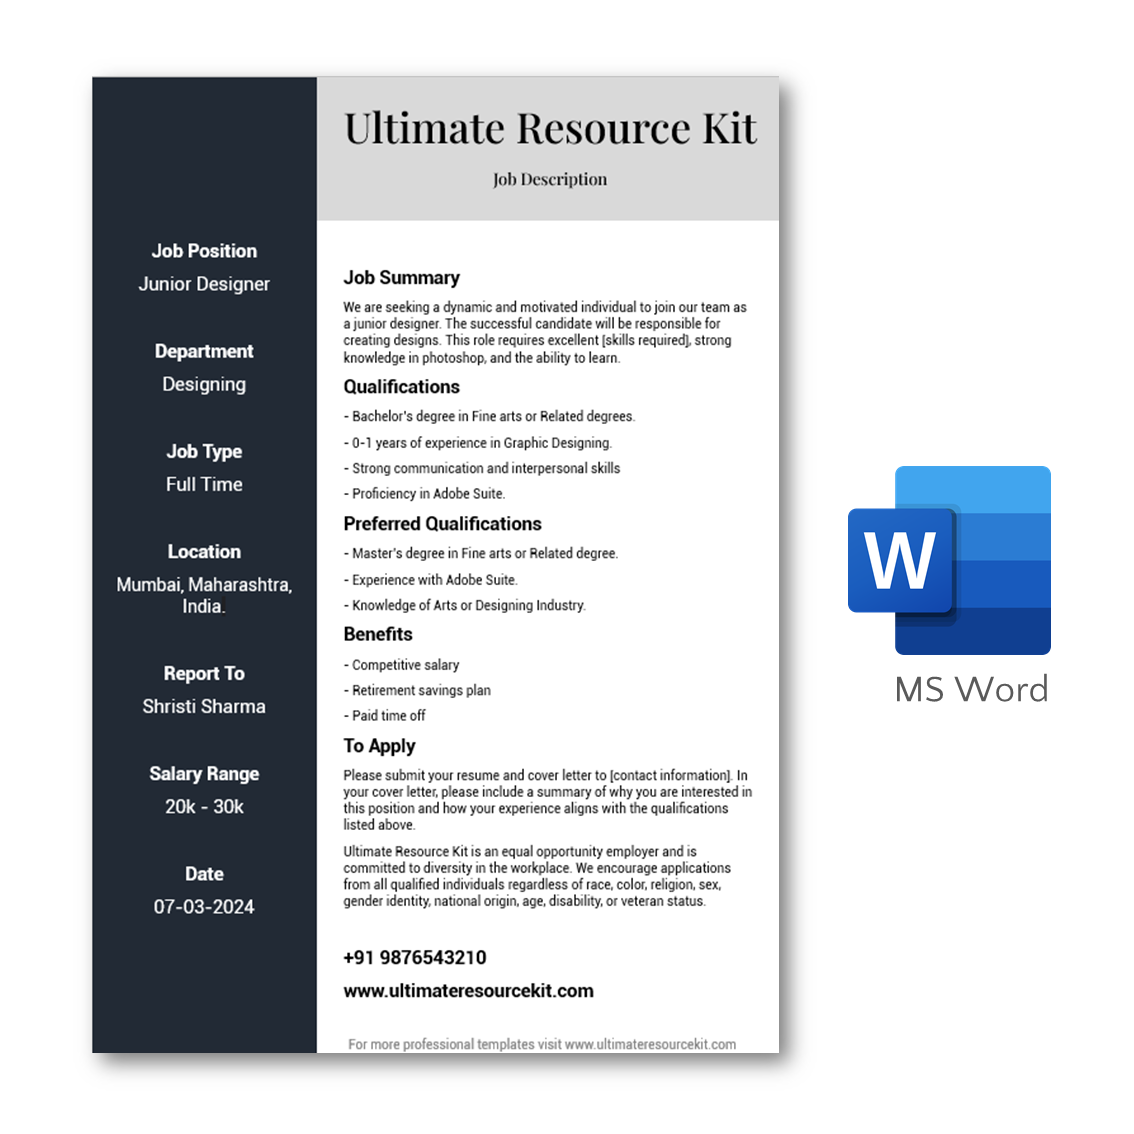 Ultimate Resource Kit
Job Description
Job Position
Junior Designer
Department
Designing
Job Type
Full Time
Location
Mumbai, Maharashtra,
India.
Report To
Shristi Sharma
Salary Range
20k - 30k
Date
07-03-2024
Job Summary
We are seeking a dynamic and motivated individual to join our team as
a junior designer. The successful candidate will be responsible for
creating designs. This role requires excellent [skills required], strong
knowledge in photoshop, and the ability to learn.
Qualifications
- Bachelor's degree in Fine arts or Related degrees.
- 0-1 years of experience in Graphic Designing.
- Strong communication and interpersonal skills
- Proficiency in Adobe Suite.
Preferred Qualifications
- Master's degree in Fine arts or Related degree.
- Experience with Adobe Suite.
- Knowledge of Arts or Designing Industry.
Benefits
- Competitive salary
- Retirement savings plan
- Paid time off
To Apply
Please submit your resume and cover letter to [contact information]. In
your cover letter, please include a summary of why you are interested in
this position and how your experience aligns with the qualifications
listed above.
Ultimate Resource Kit is an equal opportunity employer and is
committed to diversity in the workplace. We encourage applications
from all qualified individuals regardless of race, color, religion, sex,
gender identity, national origin, age, disability, or veteran status.
+91 9876543210
www.ultimateresourcekit.com
For more professional templates visit www.ultimateresourcekit.com
W
MS Word